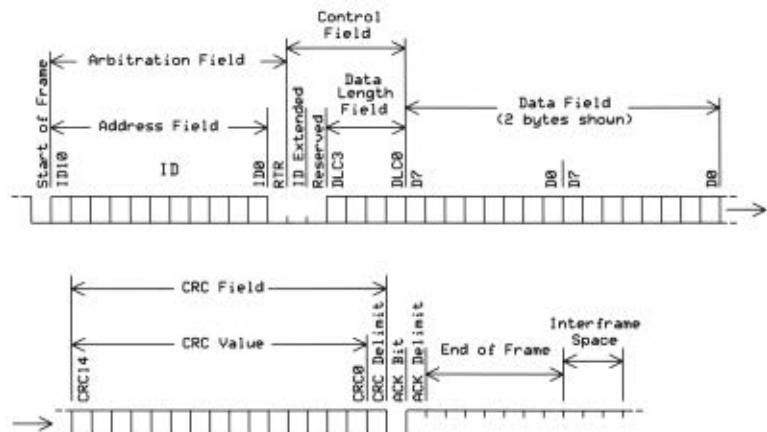 Control
Field
Arbitration Field
Data
Length
Field
Data Field
(2 bytes shown)
Address Field
Start of Frame
ID10
ID
ID0
RTR
ID Extended
Reserved
DLC3
DLC0
D7
D0
D7
D0
CRC Field
CRC Value
CRC14
CRC0
CRC Delimit
ACK Bit
ACK Delimit
End of Frame
Interframe
Space